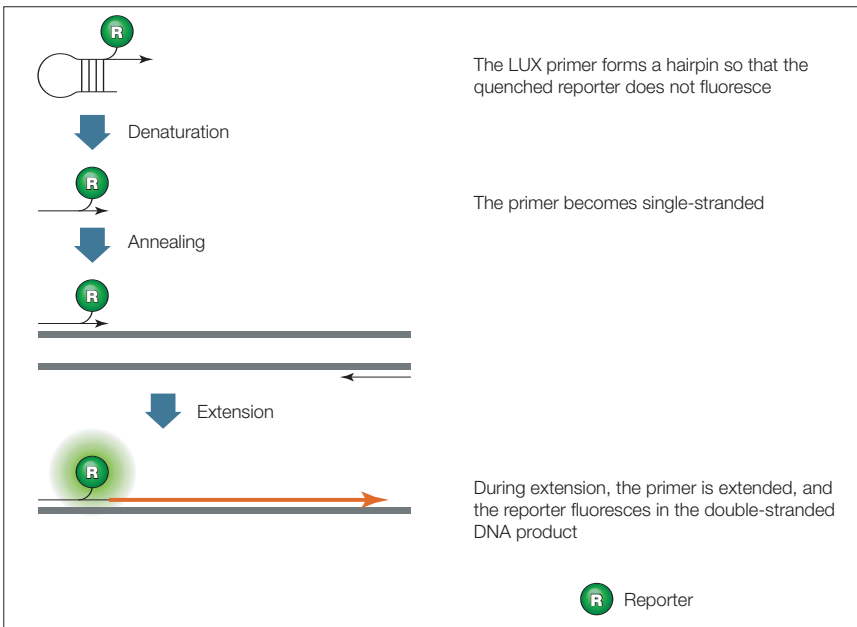 R
The LUX primer forms a hairpin so that the
quenched reporter does not fluoresce
Denaturation
R
The primer becomes single-stranded
Annealing
R
Extension
R
During extension, the primer is extended, and
the reporter fluoresces in the double-stranded
DNA product
R Reporter